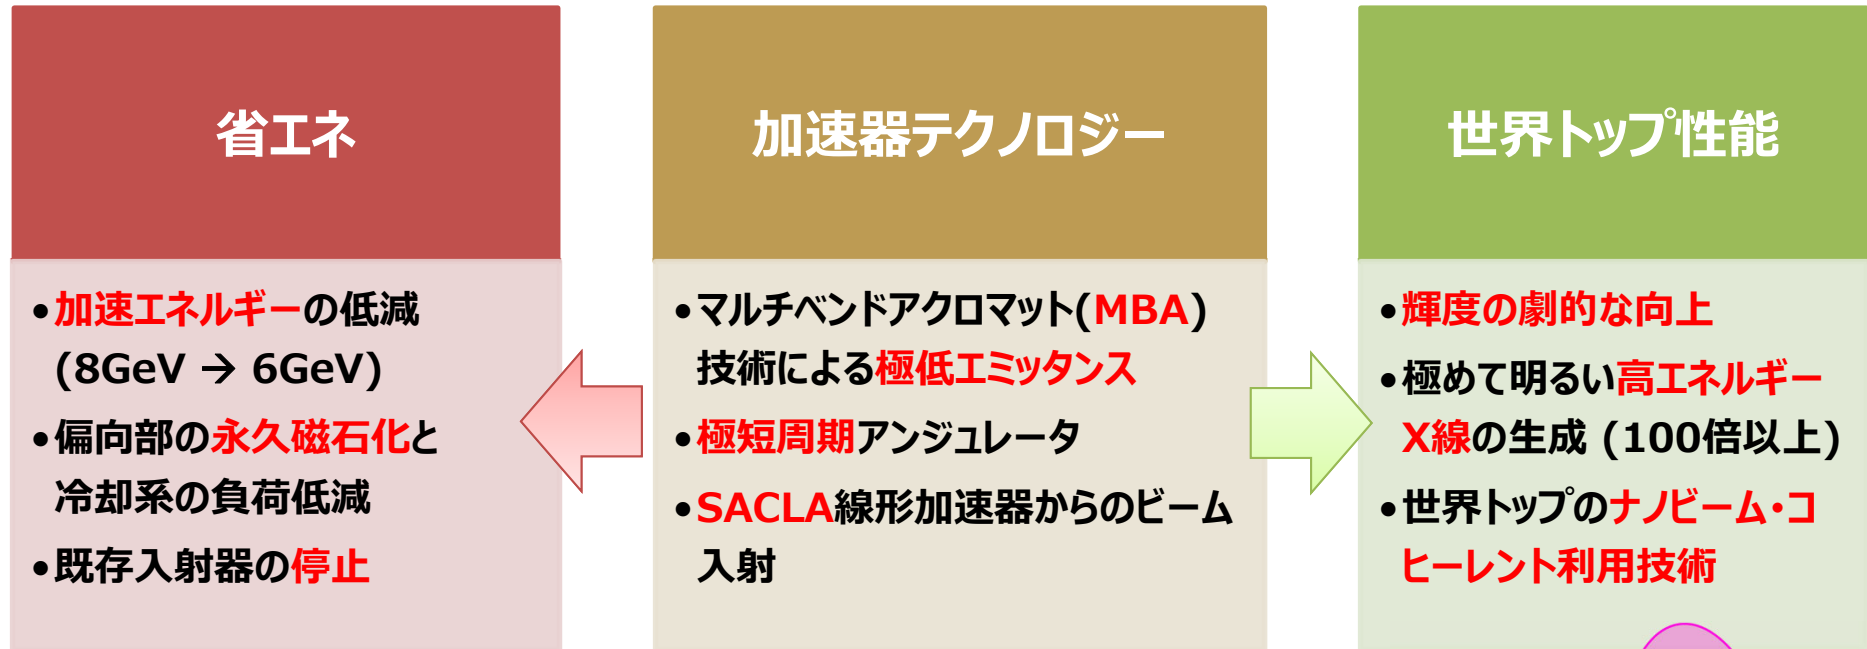 省エネ
•加速エネルギーの低減
(8GeV → 6GeV)
•偏向部の永久磁石化と
冷却系の負荷低減
•既存入射器の停止
加速器テクノロジー
•マルチベンドアクロマット(MBA)
技術による極低エミッタンス
•極短周期アンジュレータ
•SACLA線形加速器からのビーム
入射
世界トップ性能
•輝度の劇的な向上
•極めて明るい高エネルギー
X線の生成 (100倍以上)
•世界トップのナノビーム・コ
ヒーレント利用技術